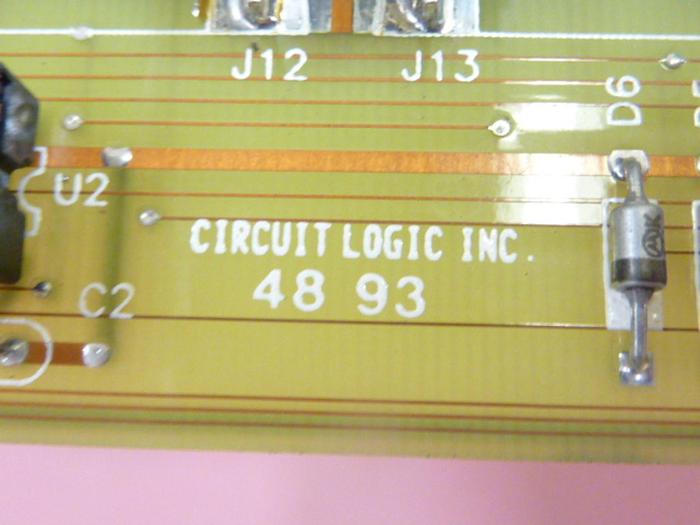 J12 J13
D6
U2
CIRCUIT LOGIC INC.
48 93
C2